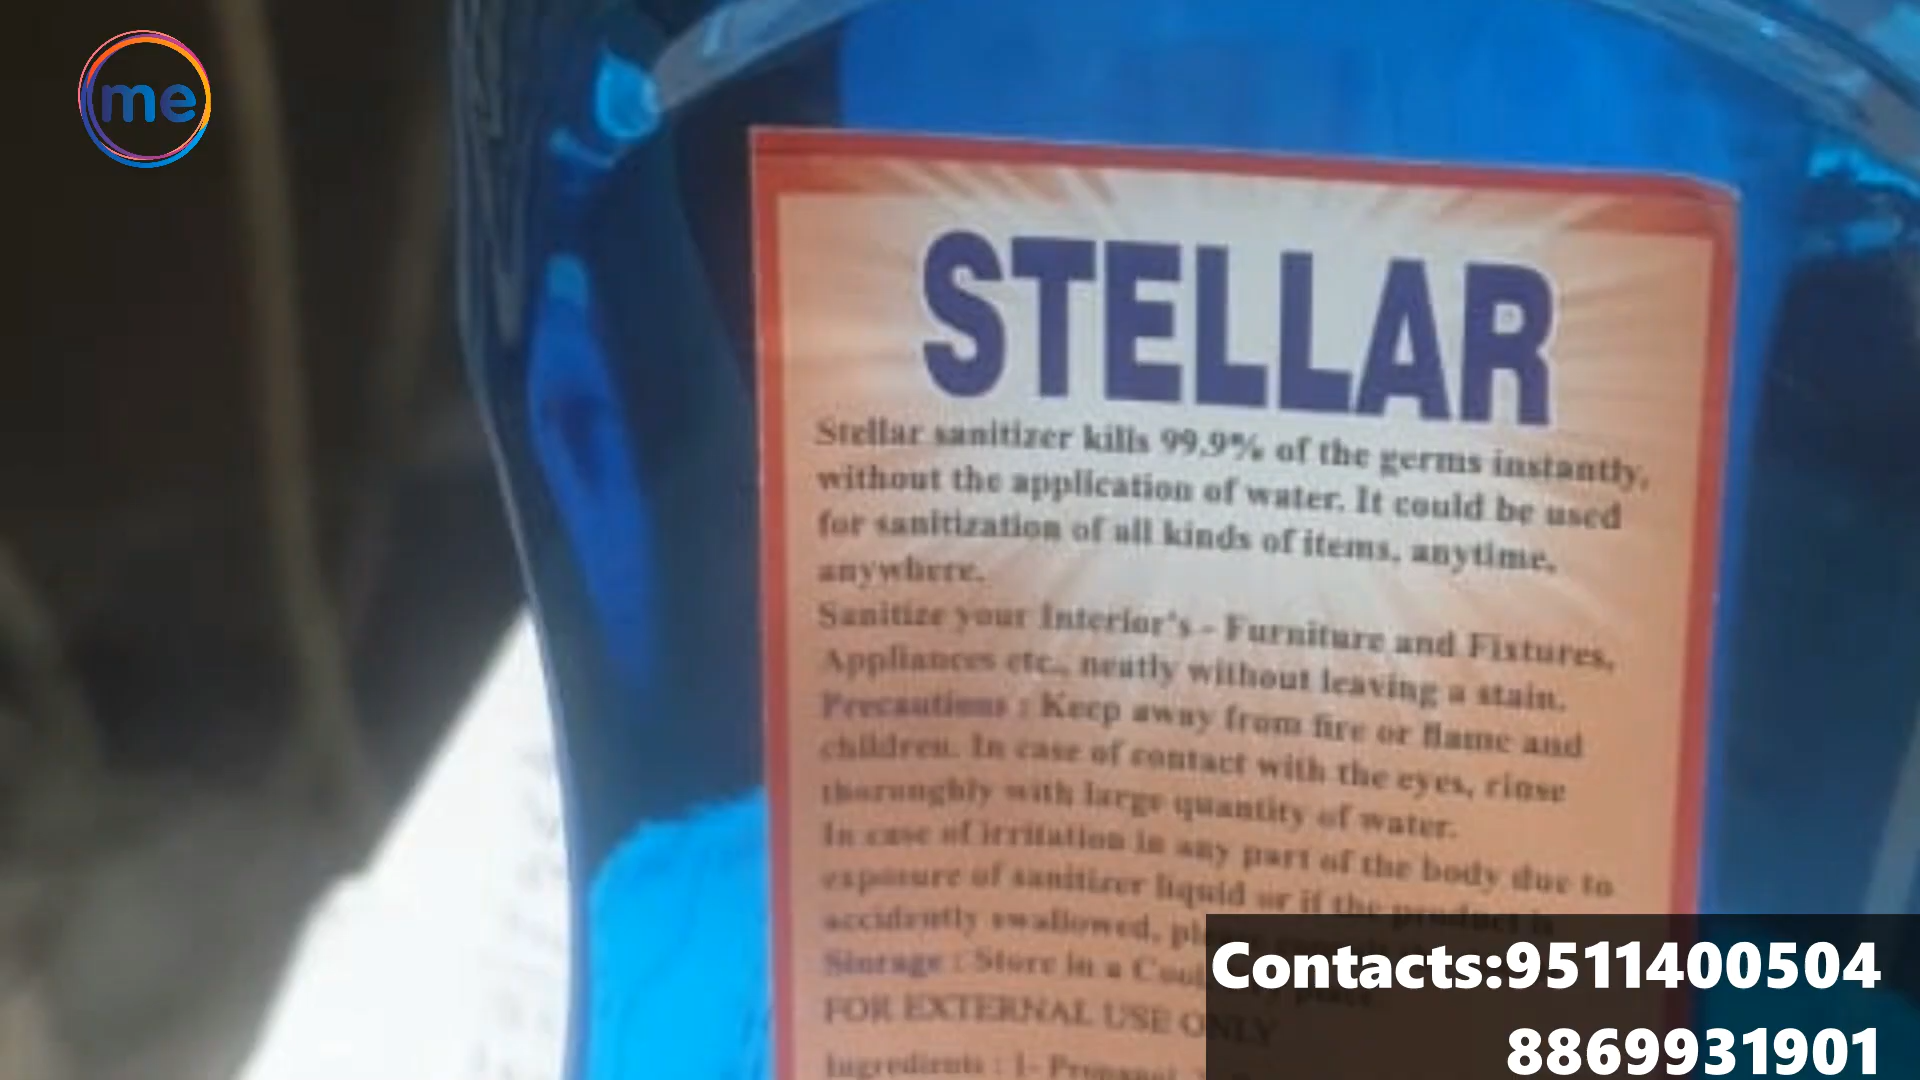 me
STELLAR
Stellar sanitizer kills 99.9% of the germs instantly,
without the application of water. It could be used
for sanitization of all kinds of items, anytime,
anywhere.
Sanitize your Interior's - Furniture and Fixtures,
Appliances etc., neatly without leaving a stain.
Precautions : Keep away from fire or flame and
children. In case of contact with the eyes, rinse
thoroughly with large quantity of water.
In case of irritation in any part of the body due to
exposure of sanitizer liquid or if the product is
accidently swallowed,
Storage : Store in a Cool
FOR EXTERNAL USE ONLY
Ingredients : 1- Propanol,
Contacts:9511400504
8869931901